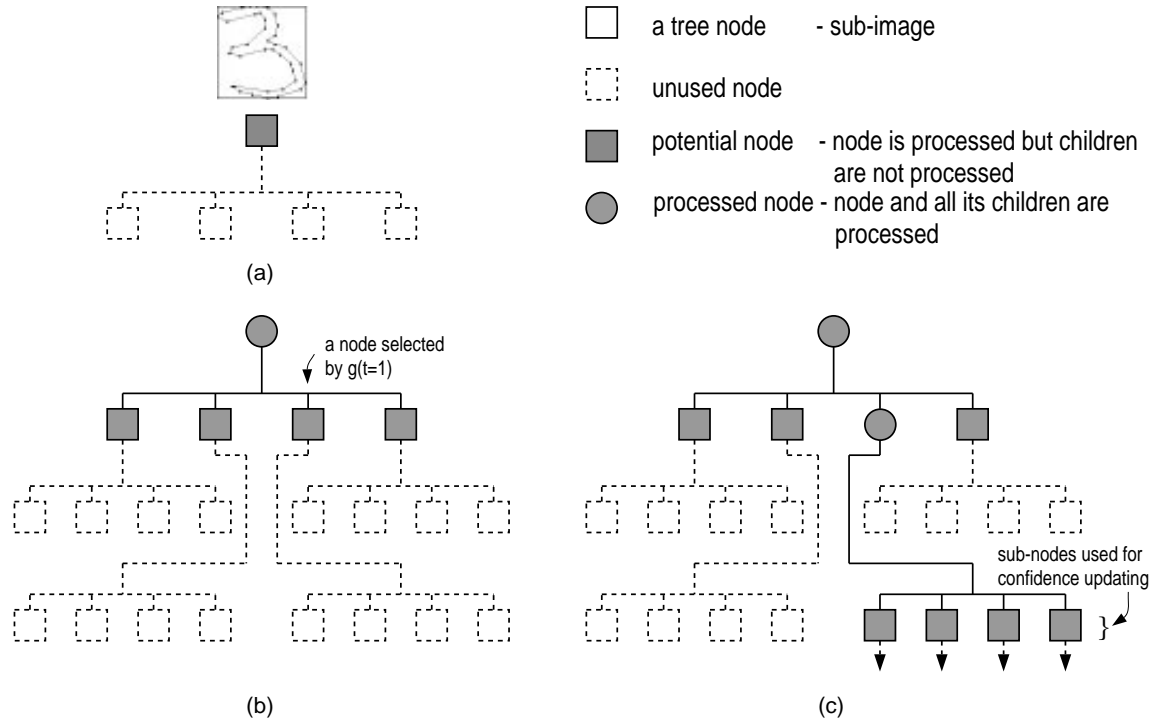 a tree node - sub-image
unused node
potential node - node is processed but children
are not processed
processed node - node and all its children are
processed
(a)
a node selected
by g(t=1)
(b)
sub-nodes used for
confidence updating
}
(c)